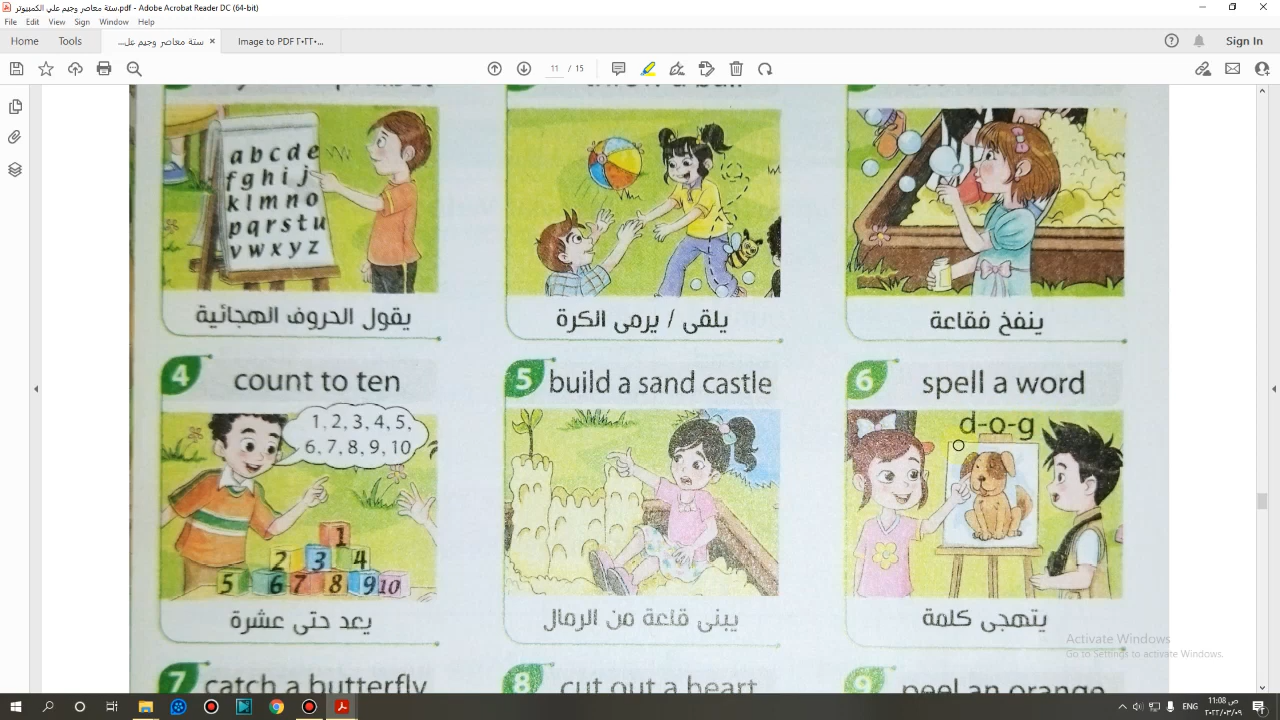 ستة معاصر وجيم علي الكمبيوتر.pdf - Adobe Acrobat Reader DC (64-bit)
File Edit View Sign Window Help
Home Tools ستة معاصر وجيم عل... × Image to PDF ٢٠٢٢٠٣... Sign In
11 / 15
a b c d e
f g h i j
k l m n o
p q r s t u
v w x y z
يقول الحروف الهجائية
يلقى / يرمى الكرة
ينفخ فقاعة
4 count to ten
5 build a sand castle
6 spell a word
1, 2, 3, 4, 5,
6, 7, 8, 9, 10
d-o-g
1
2 3 4
5 6 7 8 9 10
يعد حتى عشرة
يبنى قلعة من الرمال
يتهجى كلمة
Activate Windows
Go to Settings to activate Windows.
7 catch a butterfly
8 cut out a heart
9 peel an orange
ENG
11:08 ص
٢٠٢٢/٠٣/٠٩